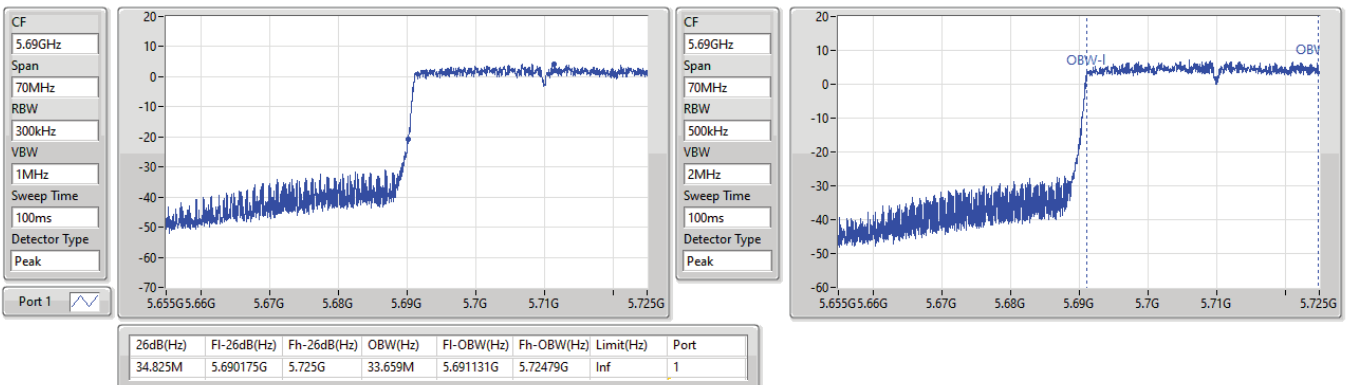 CF
5.69GHz
Span
70MHz
RBW
300kHz
VBW
1MHz
Sweep Time
100ms
Detector Type
Peak
Port 1
20
10
0
-10
-20
-30
-40
-50
-60
-70
5.655G 5.66G 5.67G 5.68G 5.69G 5.7G 5.71G 5.725G
CF
5.69GHz
Span
70MHz
RBW
500kHz
VBW
2MHz
Sweep Time
100ms
Detector Type
Peak
20
10
0
-10
-20
-30
-40
-50
-60
OBW-l
OBW
5.655G 5.66G 5.67G 5.68G 5.69G 5.7G 5.71G 5.725G
26dB(Hz) Fl-26dB(Hz) Fh-26dB(Hz) OBW(Hz) Fl-OBW(Hz) Fh-OBW(Hz) Limit(Hz) Port
34.825M 5.690175G 5.725G 33.659M 5.691131G 5.72479G Inf 1